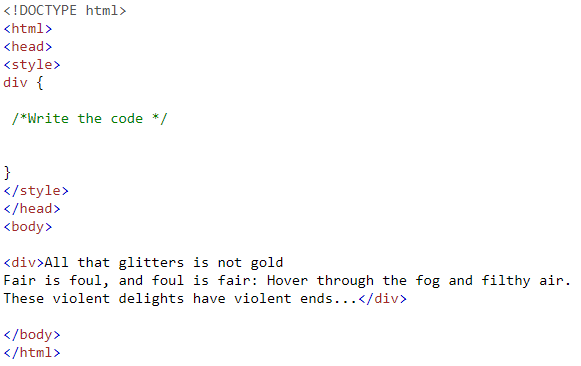 <!DOCTYPE html>
<html>
<head>
<style>
div {
/*Write the code */
}
</style>
</head>
<body>
<div>All that glitters is not gold
Fair is foul, and foul is fair: Hover through the fog and filthy air.
These violent delights have violent ends...</div>
</body>
</html>